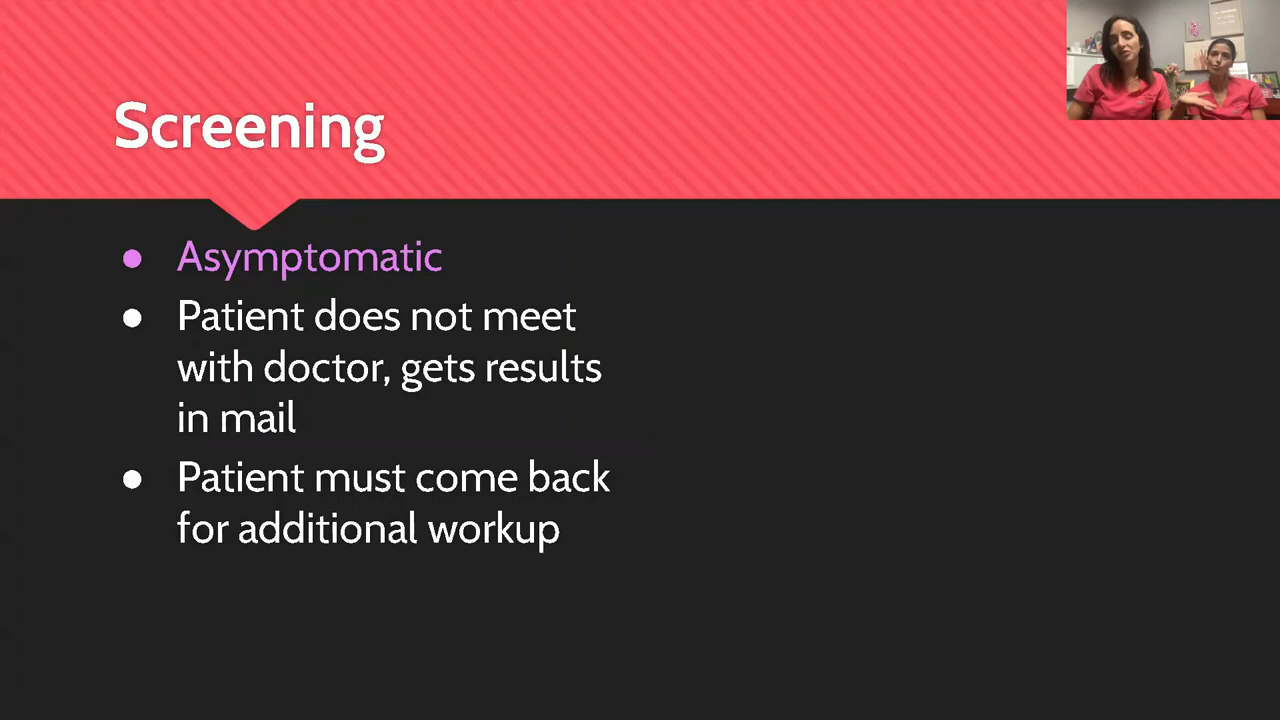 Screening
Asymptomatic
Patient does not meet
with doctor, gets results
in mail
Patient must come back
for additional workup